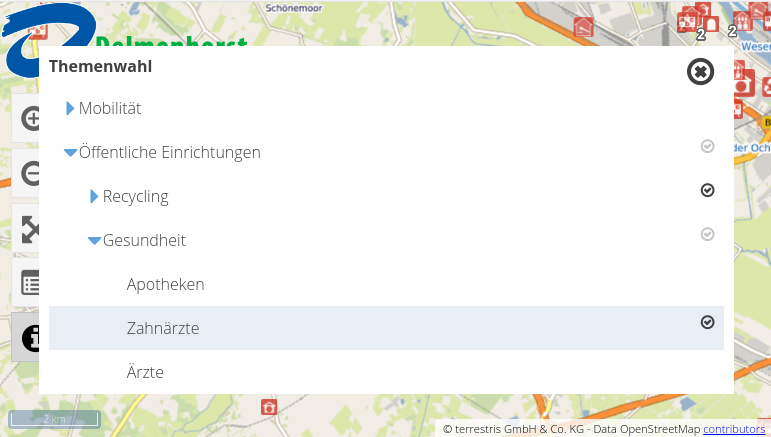 Schönemoor
2
2
Weser
Delmenhorst
Themenwahl
Mobilität
B
der Och
Öffentliche Einrichtungen
Recycling
Gesundheit
Apotheken
Zahnärzte
Ärzte
2 km
© terrestris GmbH & Co. KG - Data OpenStreetMap contributors